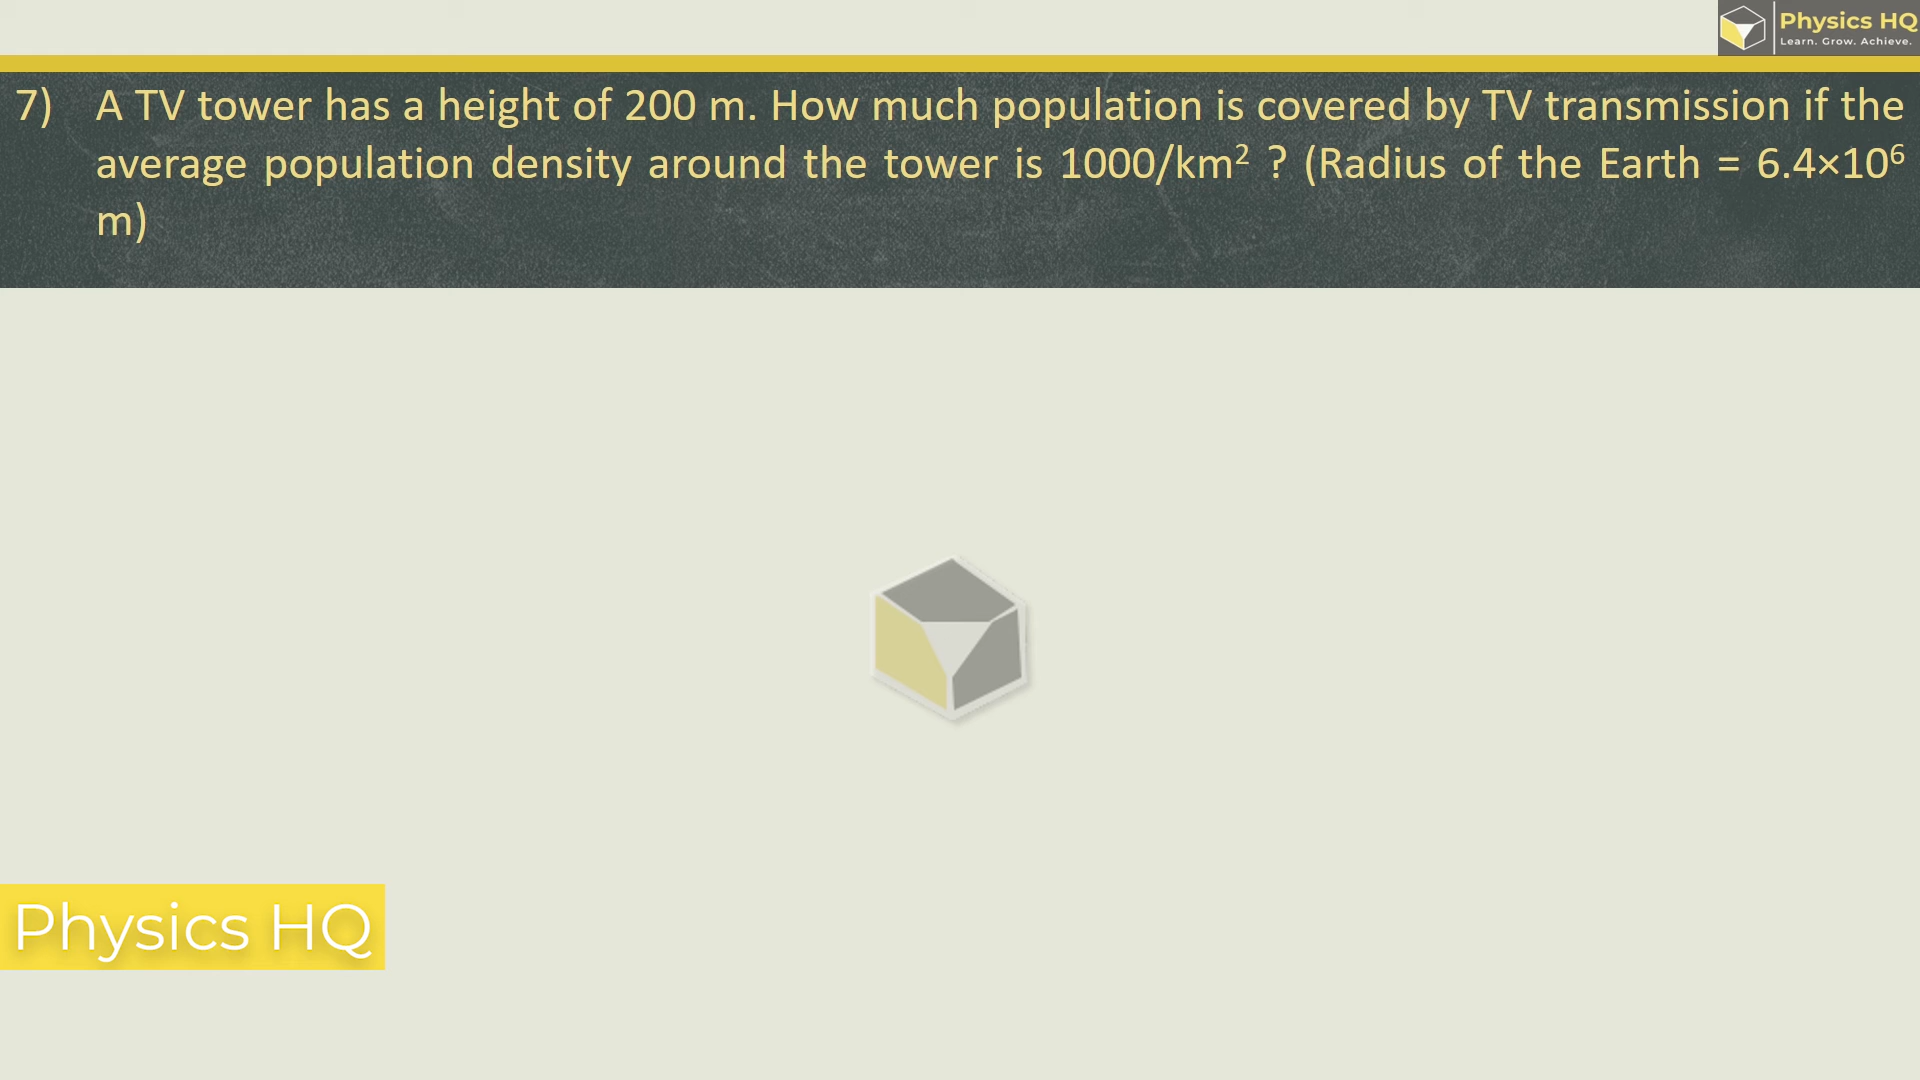 Physics HQ
Learn. Grow. Achieve.
7) A TV tower has a height of 200 m. How much population is covered by TV transmission if the
average population density around the tower is 1000/km² ? (Radius of the Earth = 6.4×10⁶
m)
Physics HQ